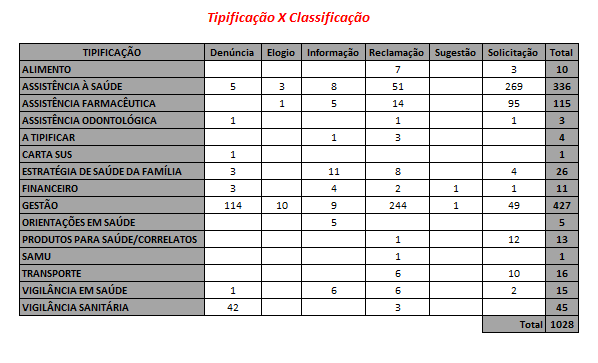 Tipificação X Classificação
TIPIFICAÇÃO Denúncia Elogio Informação Reclamação Sugestão Solicitação Total
ALIMENTO 7 3 10
ASSISTÊNCIA À SAÚDE 5 3 8 51 269 336
ASSISTÊNCIA FARMACÊUTICA 1 5 14 95 115
ASSISTÊNCIA ODONTOLÓGICA 1 1 1 3
A TIPIFICAR 1 3 4
CARTA SUS 1 1
ESTRATÉGIA DE SAÚDE DA FAMÍLIA 3 11 8 4 26
FINANCEIRO 3 4 2 1 1 11
GESTÃO 114 10 9 244 1 49 427
ORIENTAÇÕES EM SAÚDE 5 5
PRODUTOS PARA SAÚDE/CORRELATOS 1 12 13
SAMU 1 1
TRANSPORTE 6 10 16
VIGILÂNCIA EM SAÚDE 1 6 6 2 15
VIGILÂNCIA SANITÁRIA 42 3 45
Total 1028